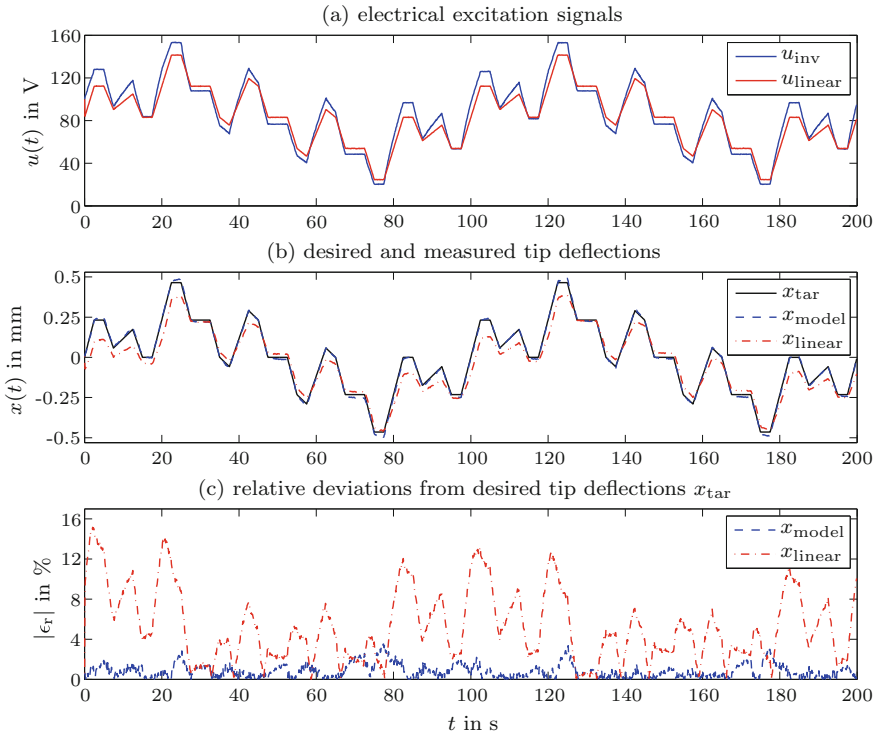 (a) electrical excitation signals
u(t) in V
160
120
80
40
0
u_inv
u_linear
0 20 40 60 80 100 120 140 160 180 200
(b) desired and measured tip deflections
x(t) in mm
0.5
0.25
0
-0.25
-0.5
x_tar
x_model
x_linear
0 20 40 60 80 100 120 140 160 180 200
(c) relative deviations from desired tip deflections x_tar
|ϵ_r| in %
16
12
8
4
0
x_model
x_linear
0 20 40 60 80 100 120 140 160 180 200
t in s